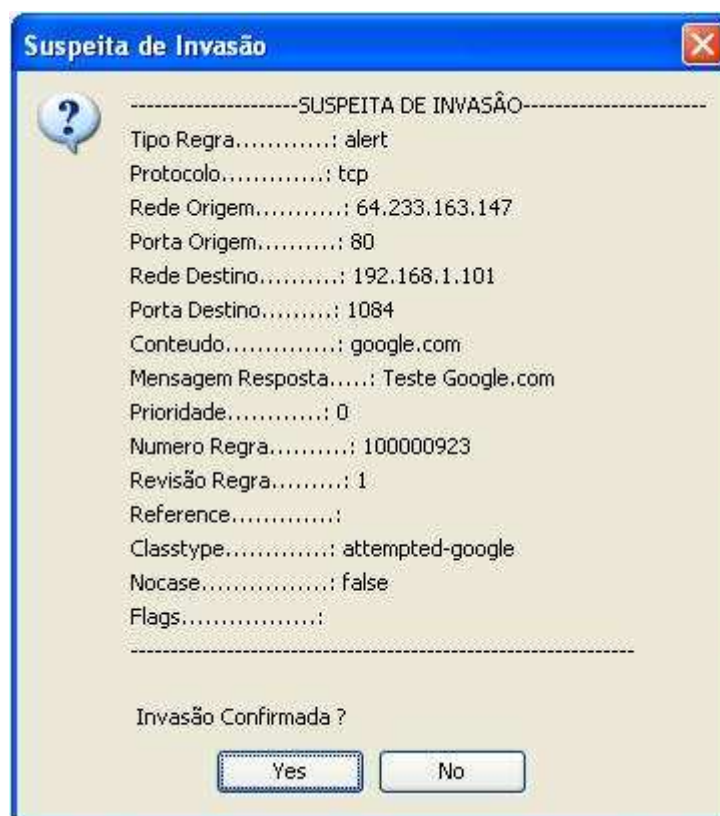 Suspeita de Invasão
---------------------SUSPEITA DE INVASÂO-----------------------
Tipo Regra............: alert
Protocolo.............: tcp
Rede Origem...........: 64.233.163.147
Porta Origem..........: 80
Rede Destino..........: 192.168.1.101
Porta Destino.........: 1084
Conteudo..............: google.com
Mensagem Resposta.....: Teste Google.com
Prioridade............: 0
Numero Regra..........: 100000923
Revisão Regra.........: 1
Reference.............:
Classtype.............: attempted-google
Nocase................: false
Flags.................:
---------------------------------------------------------------
Invasão Confirmada ?
Yes
No